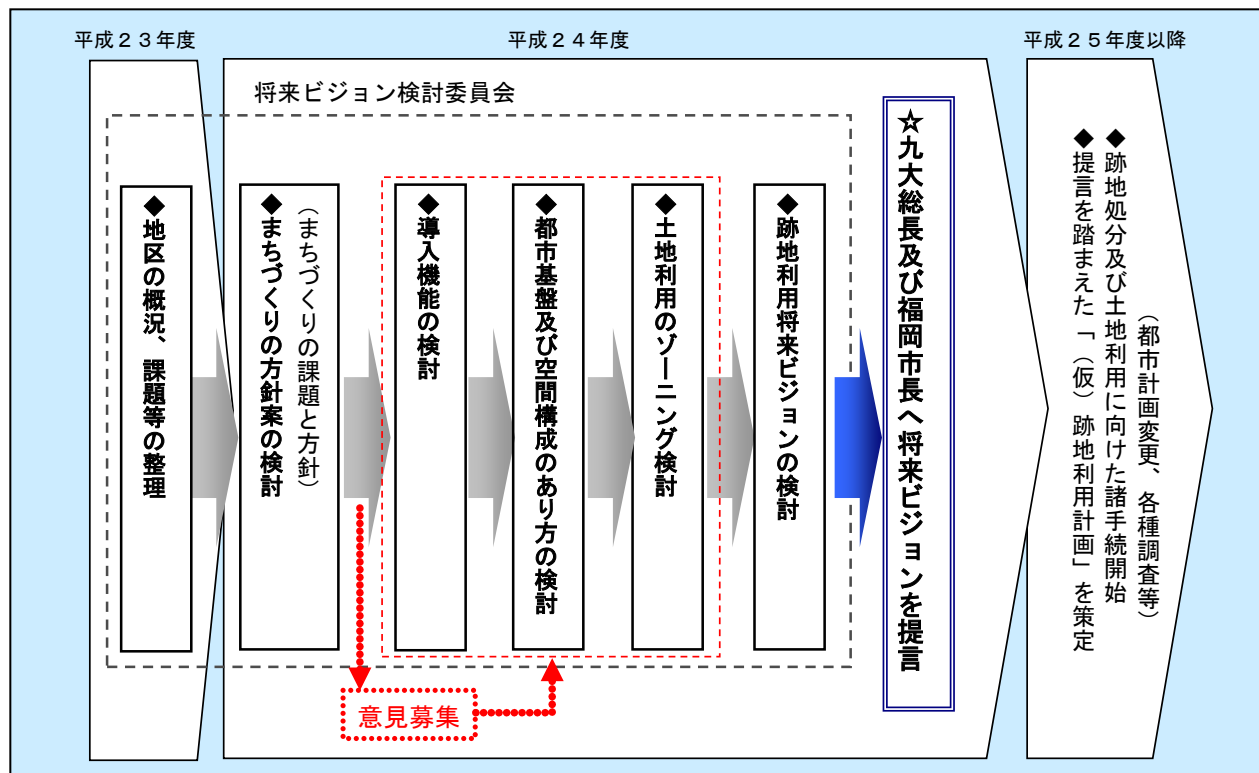 平成２３年度
平成２４年度
平成２５年度以降
将来ビジョン検討委員会
◆地区の概況、課題等の整理
◆まちづくりの方針案の検討
（まちづくりの課題と方針）
◆導入機能の検討
◆都市基盤及び空間構成のあり方の検討
◆土地利用のゾーニング検討
◆跡地利用将来ビジョンの検討
☆九大総長及び福岡市長へ将来ビジョンを提言
◆提言を踏まえた「（仮）跡地利用計画」を策定
◆跡地処分及び土地利用に向けた諸手続開始
（都市計画変更、各種調査等）
意見募集